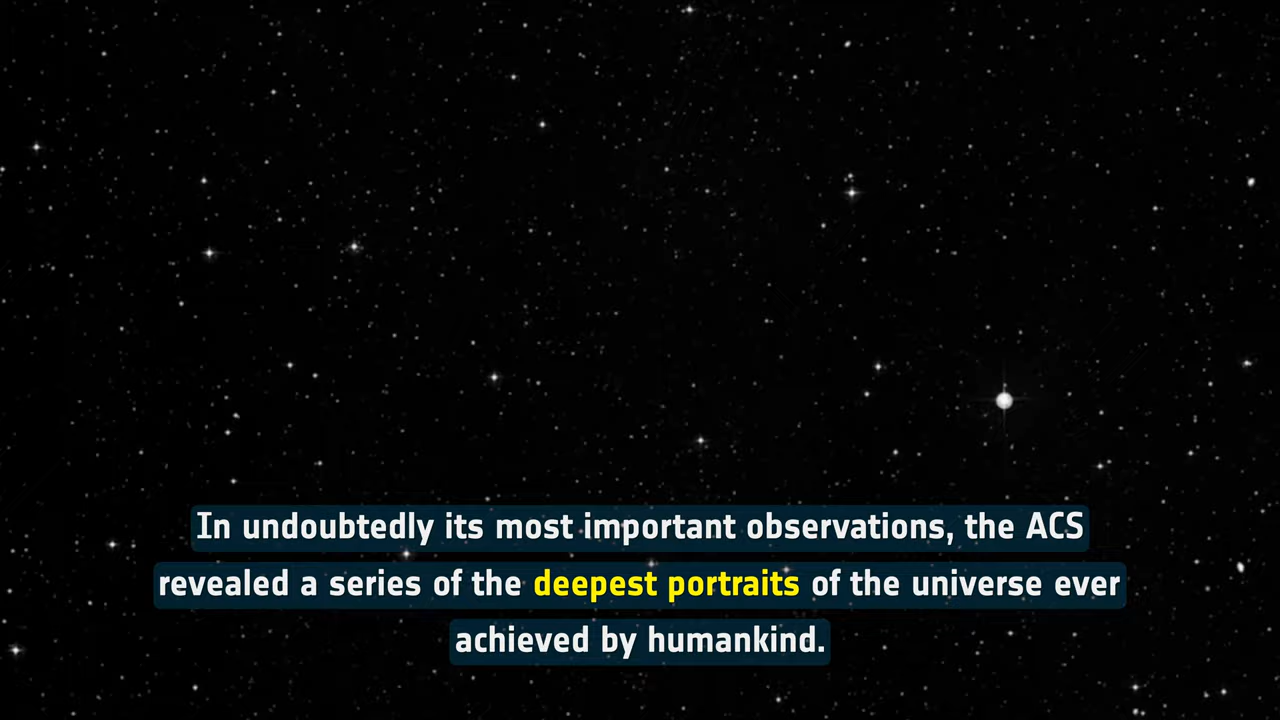 In undoubtedly its most important observations, the ACS
revealed a series of the deepest portraits of the universe ever
achieved by humankind.